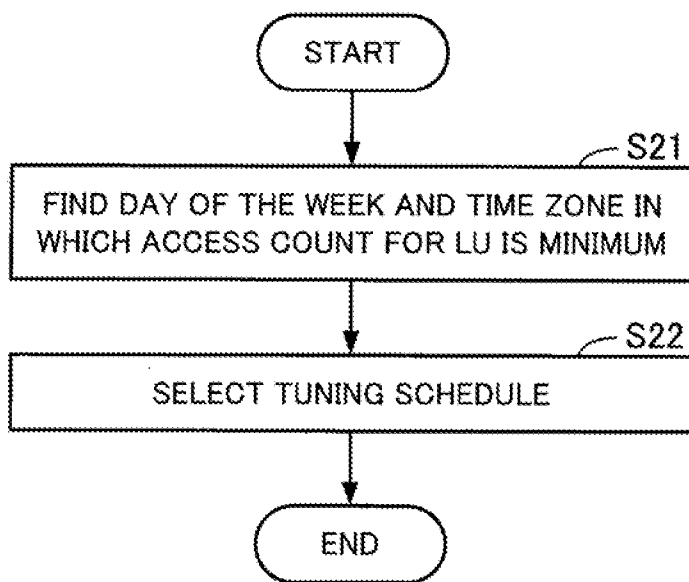 START
S21
FIND DAY OF THE WEEK AND TIME ZONE IN
WHICH ACCESS COUNT FOR LU IS MINIMUM
S22
SELECT TUNING SCHEDULE
END